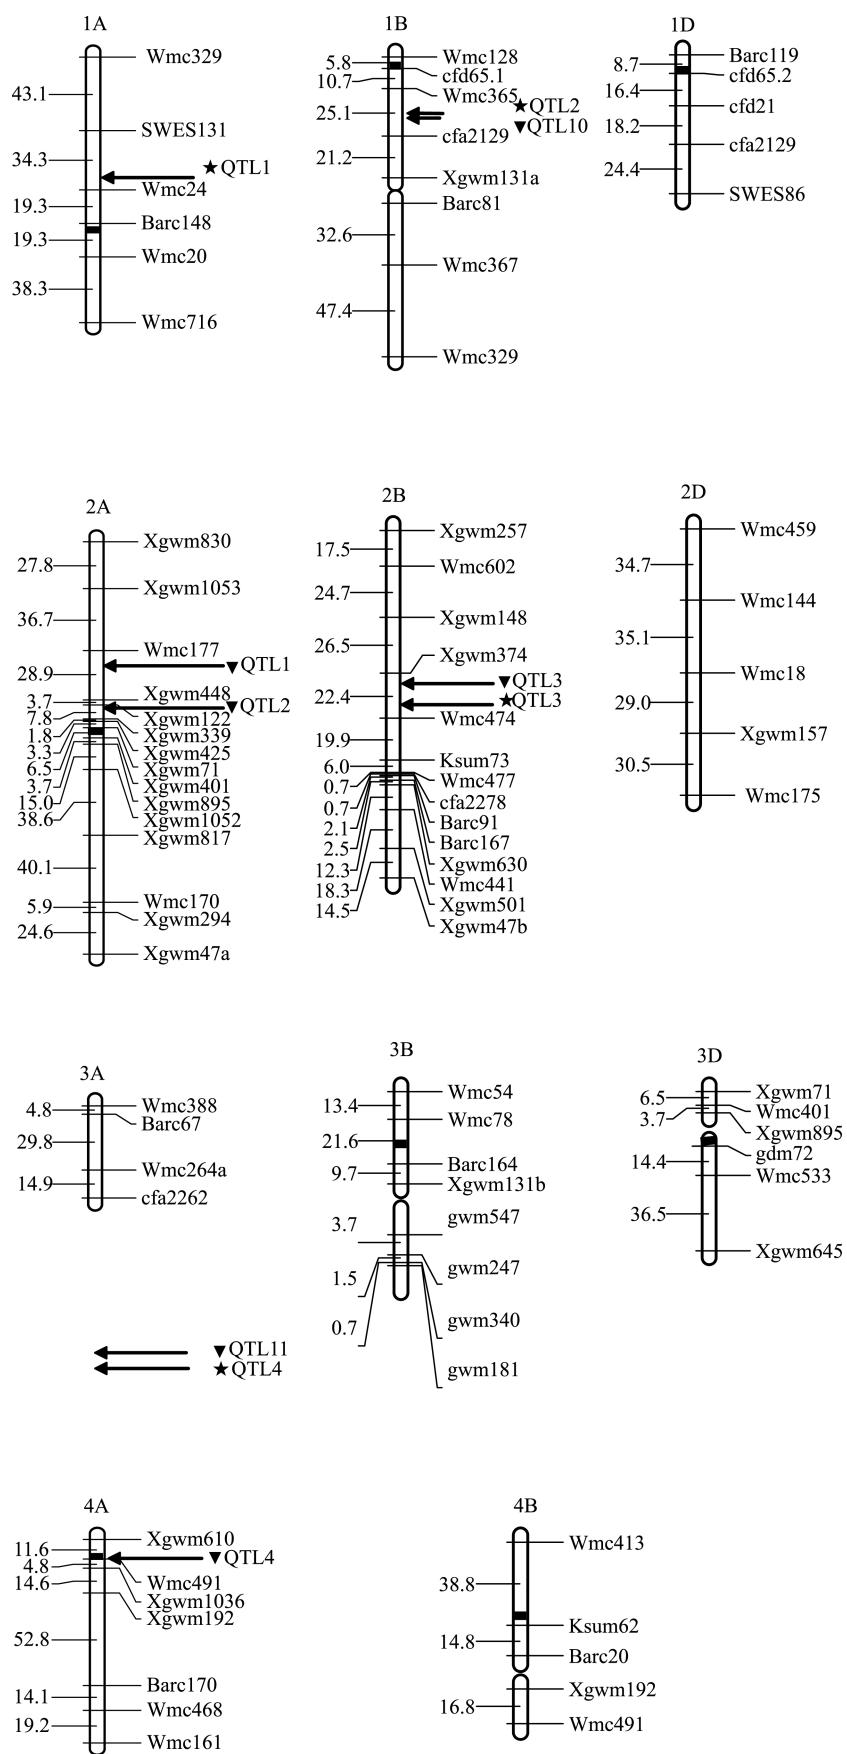 1A
Wmc329
43.1
SWES131
34.3
★QTL1
Wmc24
19.3
Barc148
19.3
Wmc20
38.3
Wmc716
1B
Wmc128
5.8
cfd65.1
10.7
Wmc365
★QTL2
25.1
▼QTL10
cfa2129
21.2
Xgwm131a
Barc81
32.6
Wmc367
47.4
Wmc329
1D
Barc119
8.7
cfd65.2
16.4
cfd21
18.2
cfa2129
24.4
SWES86
2A
Xgwm830
27.8
Xgwm1053
36.7
Wmc177
▼QTL1
28.9
Xgwm448
3.7
▼QTL2
7.8
Xgwm122
1.8
Xgwm339
3.3
Xgwm425
6.5
Xgwm71
3.7
Xgwm401
15.0
Xgwm895
38.6
Xgwm1052
Xgwm817
40.1
Wmc170
5.9
Xgwm294
24.6
Xgwm47a
2B
Xgwm257
17.5
Wmc602
24.7
Xgwm148
26.5
Xgwm374
▼QTL3
22.4
★QTL3
Wmc474
19.9
Ksum73
6.0
Wmc477
0.7
cfa2278
0.7
Barc91
2.1
Barc167
2.5
Xgwm630
12.3
Wmc441
18.3
Xgwm501
14.5
Xgwm47b
2D
Wmc459
34.7
Wmc144
35.1
Wmc18
29.0
Xgwm157
30.5
Wmc175
3A
Wmc388
4.8
Barc67
29.8
Wmc264a
14.9
cfa2262
3B
Wmc54
13.4
Wmc78
21.6
Barc164
9.7
Xgwm131b
gwm547
3.7
gwm247
1.5
gwm340
0.7
gwm181
3D
Xgwm71
6.5
Wmc401
3.7
Xgwm895
gdm72
14.4
Wmc533
36.5
Xgwm645
▼QTL11
★QTL4
4A
Xgwm610
11.6
▼QTL4
4.8
Wmc491
14.6
Xgwm1036
Xgwm192
52.8
Barc170
14.1
Wmc468
19.2
Wmc161
4B
Wmc413
38.8
Ksum62
14.8
Barc20
Xgwm192
16.8
Wmc491